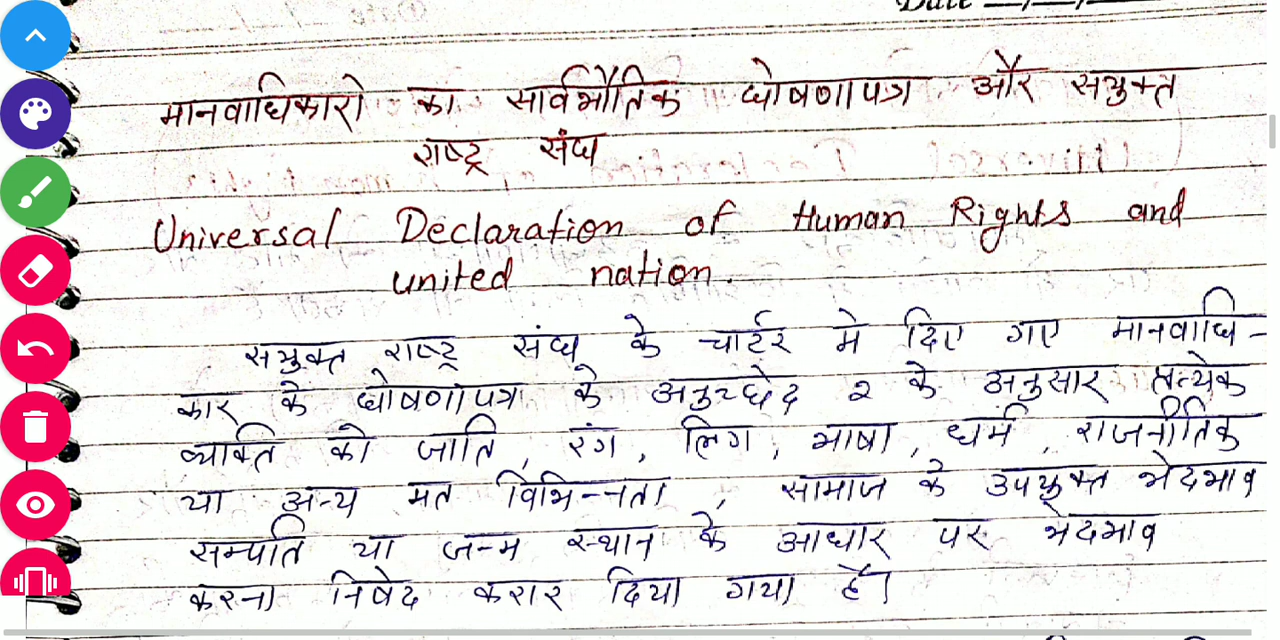 Date
मानवाधिकारो का सार्वभौतिक घोषणापत्र और सयुक्त
राष्ट्र संघ
Universal Declaration of Human Rights and
united nation.
सयुक्त राष्ट्र संघ के चार्टर मे दिए गए मानवाधि-
कार के घोषणापत्र के अनुच्छेद २ के अनुसार प्रत्येक
व्यक्ति को जाति, रंग, लिग, भाषा, धर्म, राजनीतिक
या अन्य मत विभिन्नता, सामाज के उपयुक्त भेदभाव
सम्पति या जन्म स्थान के आधार पर भेदभाव
करना निषेद करार दिया गया है।